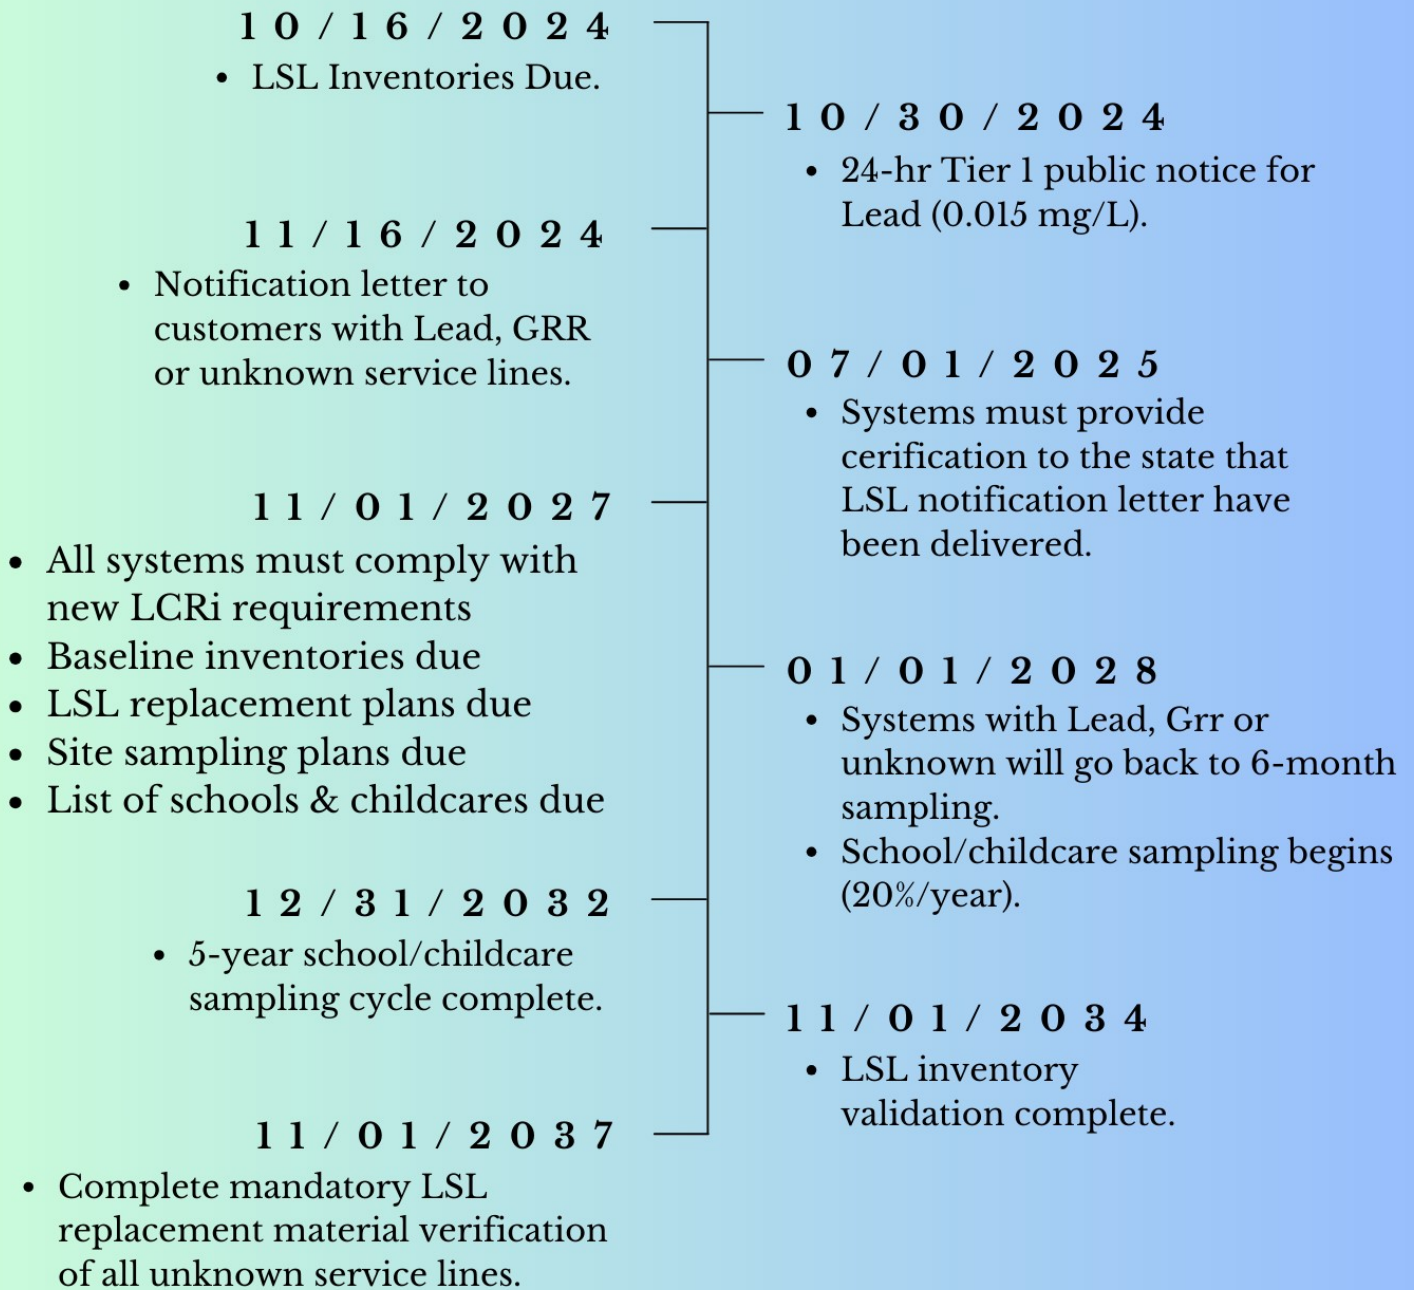 10/16/2024
• LSL Inventories Due.
10/30/2024
• 24-hr Tier 1 public notice for
Lead (0.015 mg/L).
11/16/2024
• Notification letter to
customers with Lead, GRR
or unknown service lines.
07/01/2025
• Systems must provide
cerification to the state that
LSL notification letter have
been delivered.
11/01/2027
• All systems must comply with
new LCRi requirements
• Baseline inventories due
• LSL replacement plans due
• Site sampling plans due
• List of schools & childcares due
01/01/2028
• Systems with Lead, Grr or
unknown will go back to 6-month
sampling.
• School/childcare sampling begins
(20%/year).
12/31/2032
• 5-year school/childcare
sampling cycle complete.
11/01/2034
• LSL inventory
validation complete.
11/01/2037
• Complete mandatory LSL
replacement material verification
of all unknown service lines.